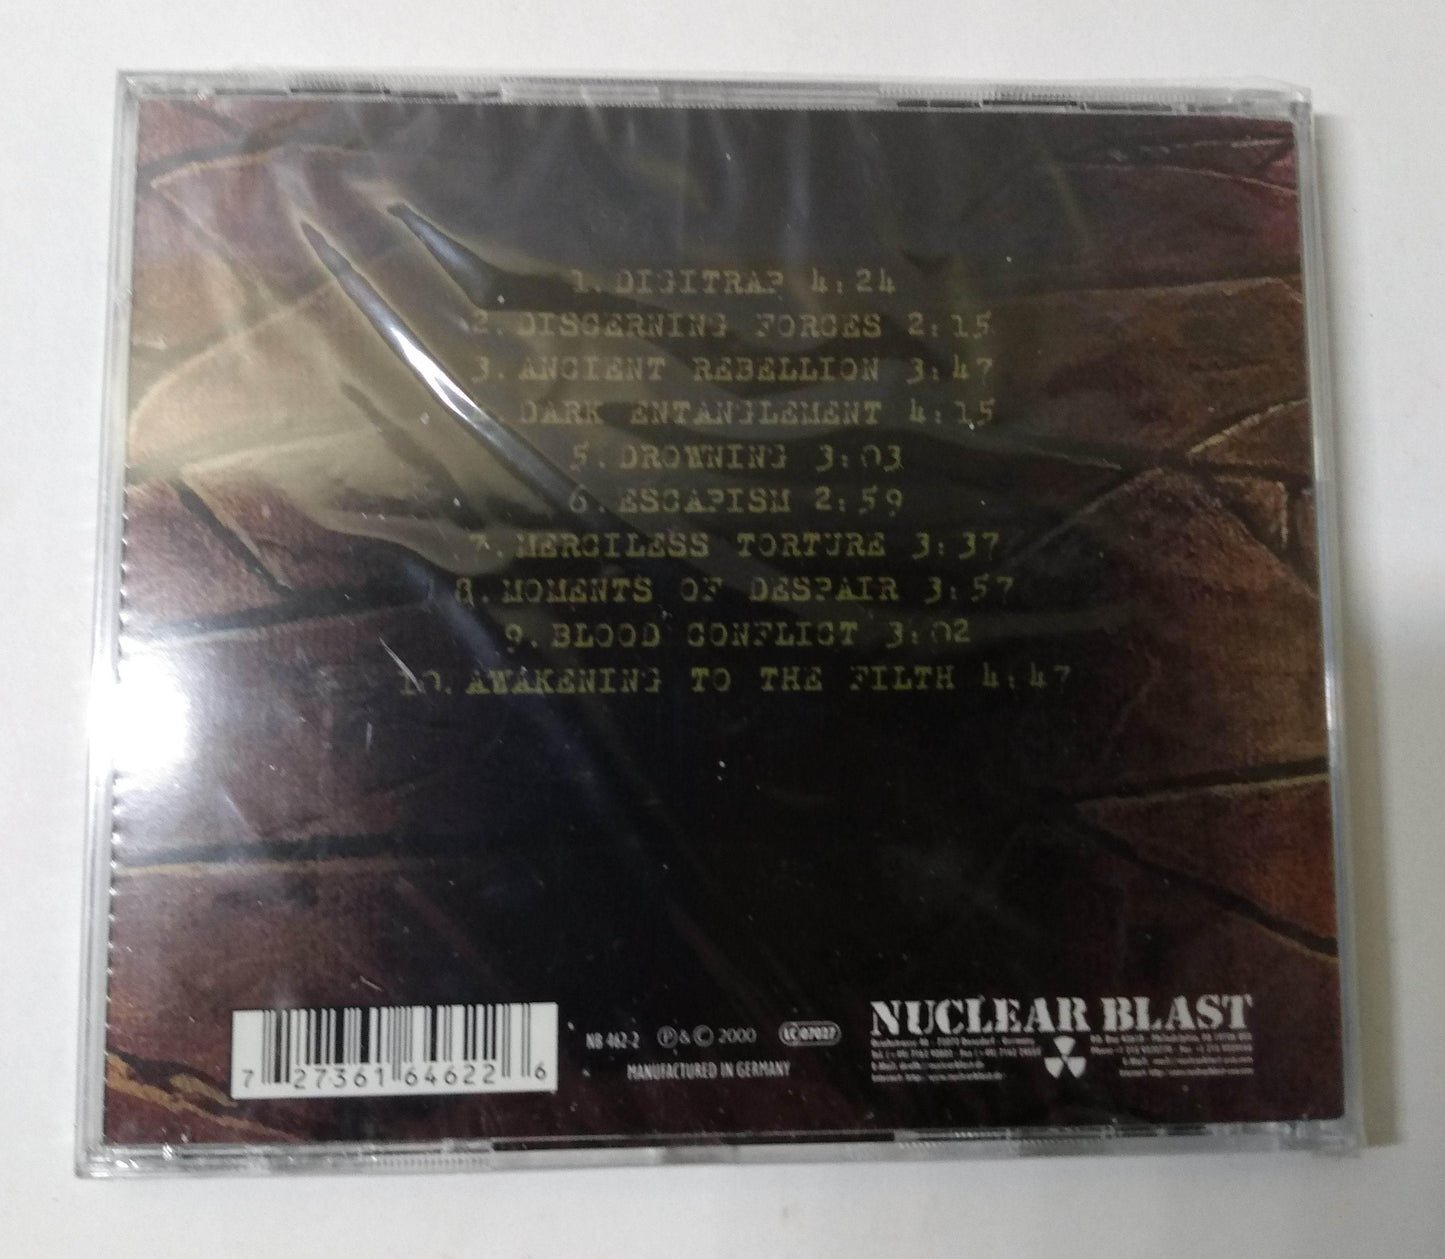 1. DIGITRAP 4:24
2. DISCERNING FORCES 2:15
3. ANCIENT REBELLION 3:47
DARK ENTANGLEMENT 4:15
5. DROWNING 3:03
6. ESCAPISM 2:59
7. MERCILESS TORTURE 3:37
8. MOMENTS OF DESPAIR 3:57
9. BLOOD CONFLICT 3:02
10. AWAKENING TO THE FILTH 4:47
7 27361 64622 6
NB 462-2 Ⓟ & © 2000 LC 07027
MANUFACTURED IN GERMANY
NUCLEAR BLAST